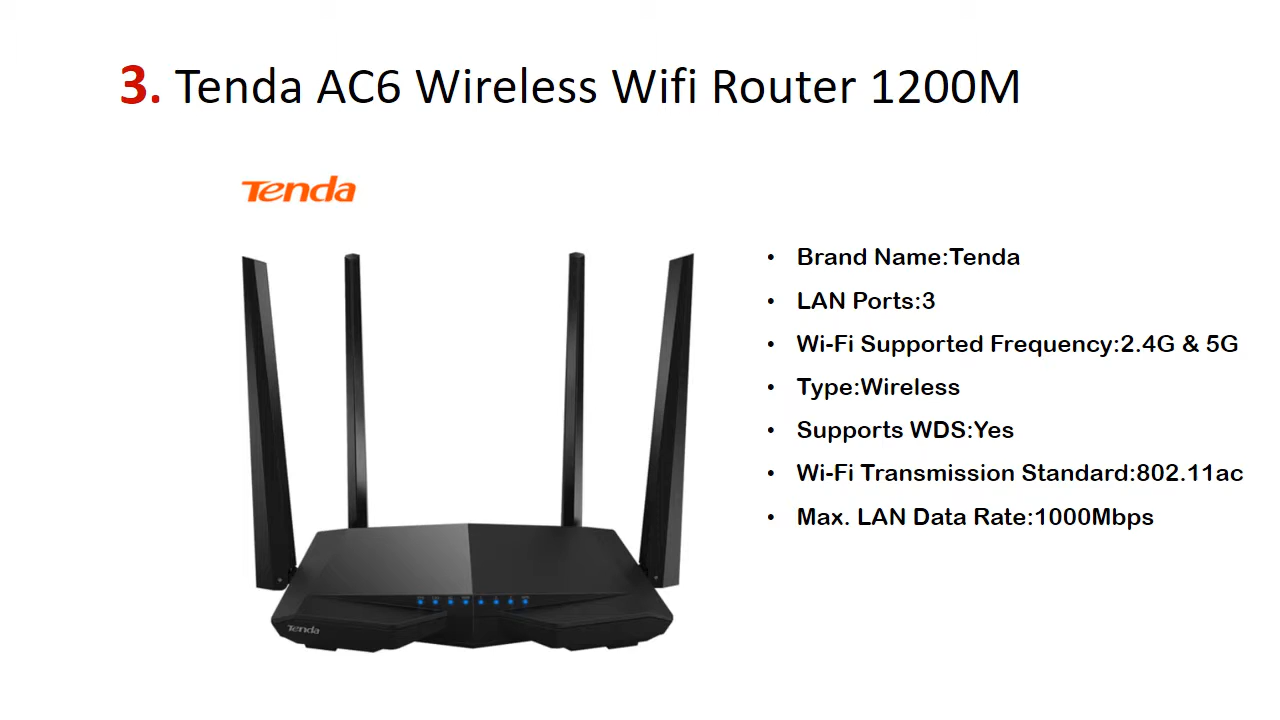 3. Tenda AC6 Wireless Wifi Router 1200M
Tenda
• Brand Name:Tenda
• LAN Ports:3
• Wi-Fi Supported Frequency:2.4G & 5G
• Type:Wireless
• Supports WDS:Yes
• Wi-Fi Transmission Standard:802.11ac
• Max. LAN Data Rate:1000Mbps
Tenda